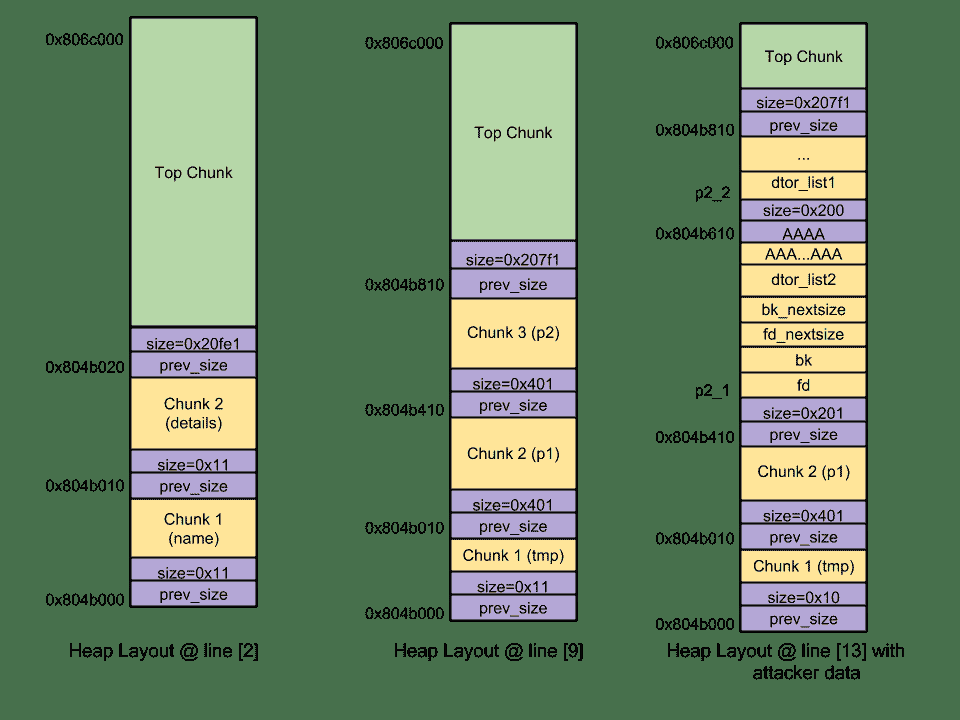 0x806c000
Top Chunk
size=0x20fe1
0x804b020
prev_size
Chunk 2
(details)
size=0x11
0x804b010
prev_size
Chunk 1
(name)
size=0x11
0x804b000
prev_size
Heap Layout @ line [2]
0x806c000
Top Chunk
size=0x207f1
0x804b810
prev_size
Chunk 3 (p2)
size=0x401
0x804b410
prev_size
Chunk 2 (p1)
size=0x401
0x804b010
prev_size
Chunk 1 (tmp)
size=0x11
0x804b000
prev_size
Heap Layout @ line [9]
0x806c000
Top Chunk
size=0x207f1
0x804b810
prev_size
...
p2_2
dtor_list1
size=0x200
0x804b610
AAAA
AAA...AAA
dtor_list2
bk_nextsize
fd_nextsize
bk
p2_1
fd
size=0x201
0x804b410
prev_size
Chunk 2 (p1)
size=0x401
0x804b010
prev_size
Chunk 1 (tmp)
size=0x10
0x804b000
prev_size
Heap Layout @ line [13] with
attacker data